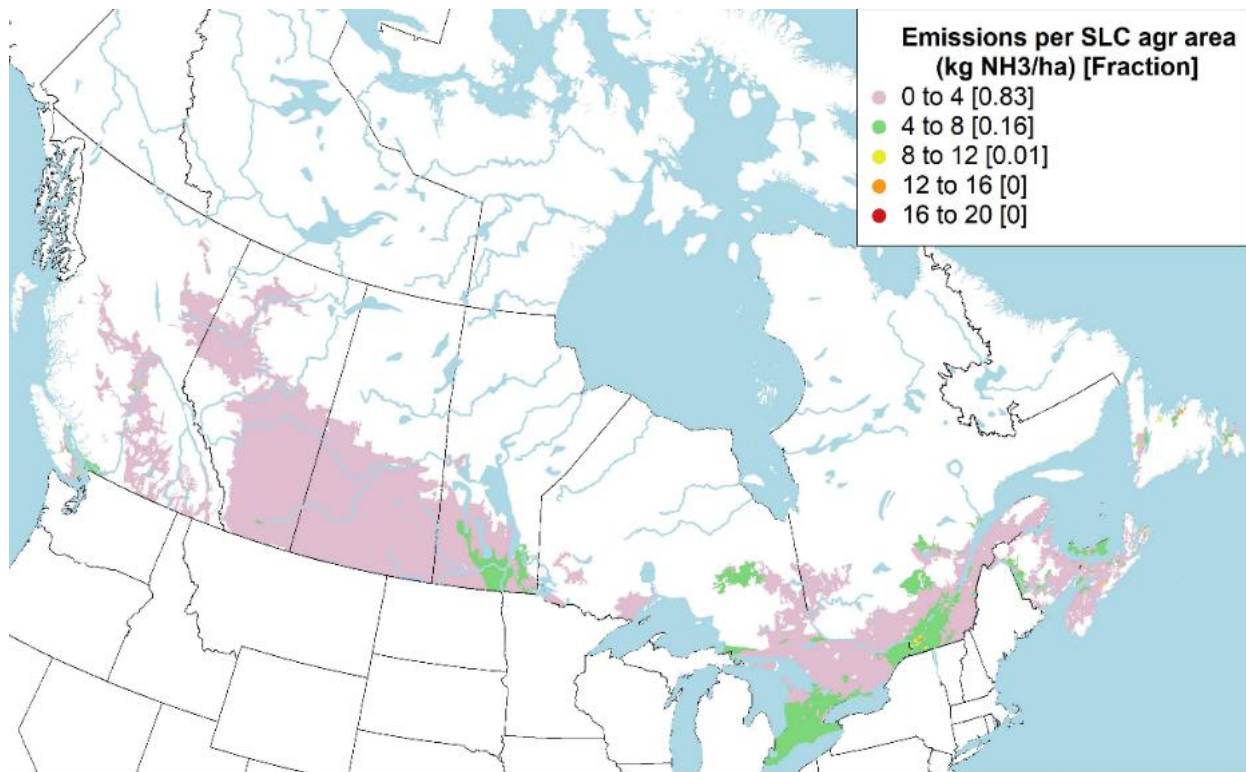 Emissions per SLC agr area
(kg NH3/ha) [Fraction]
0 to 4 [0.83]
4 to 8 [0.16]
8 to 12 [0.01]
12 to 16 [0]
16 to 20 [0]